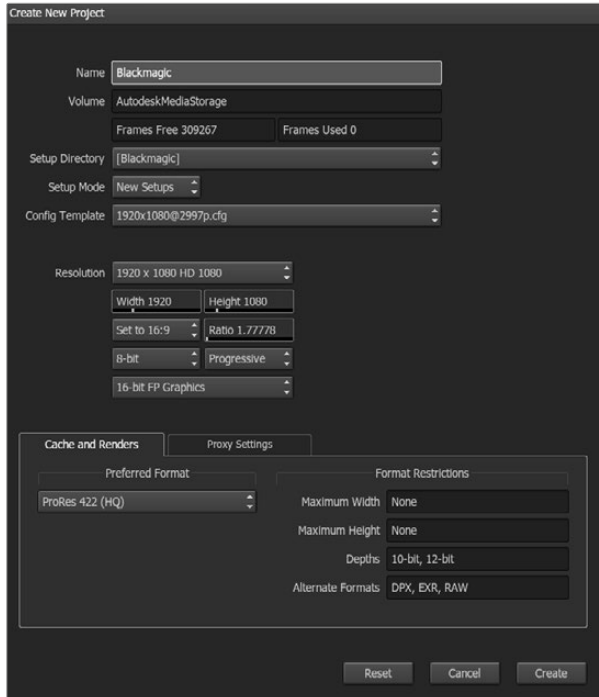 Create New Project
Name Blackmagic
Volume AutodeskMediaStorage
Frames Free 309267 Frames Used 0
Setup Directory [Blackmagic]
Setup Mode New Setups
Config Template 1920x1080@2997p.cfg
Resolution 1920 x 1080 HD 1080
Width 1920 Height 1080
Set to 16:9 Ratio 1.77778
8-bit Progressive
16-bit FP Graphics
Cache and Renders Proxy Settings
Preferred Format Format Restrictions
ProRes 422 (HQ) Maximum Width None
Maximum Height None
Depths 10-bit, 12-bit
Alternate Formats DPX, EXR, RAW
Reset Cancel Create